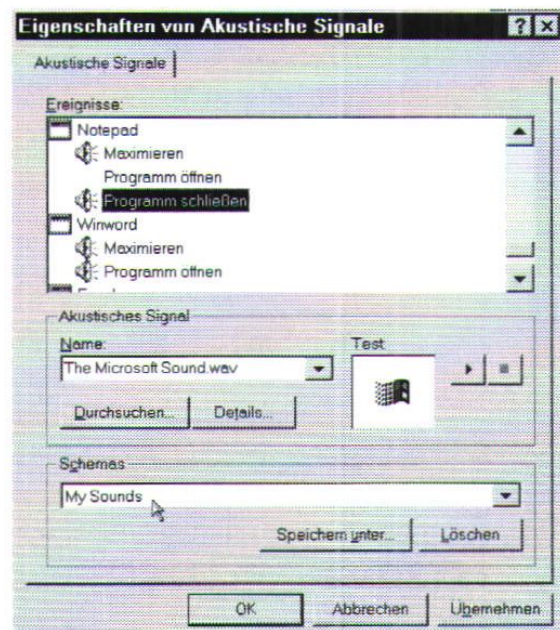 Eigenschaften von Akustische Signale
Akustische Signale
Ereignisse:
Notepad
Maximieren
Programm öffnen
Programm schließen
Winword
Maximieren
Programm öffnen
Akustisches Signal
Name:
Test
The Microsoft Sound.wav
Durchsuchen...
Details...
Schemas
My Sounds
Speichern unter...
Löschen
OK
Abbrechen
Übernehmen